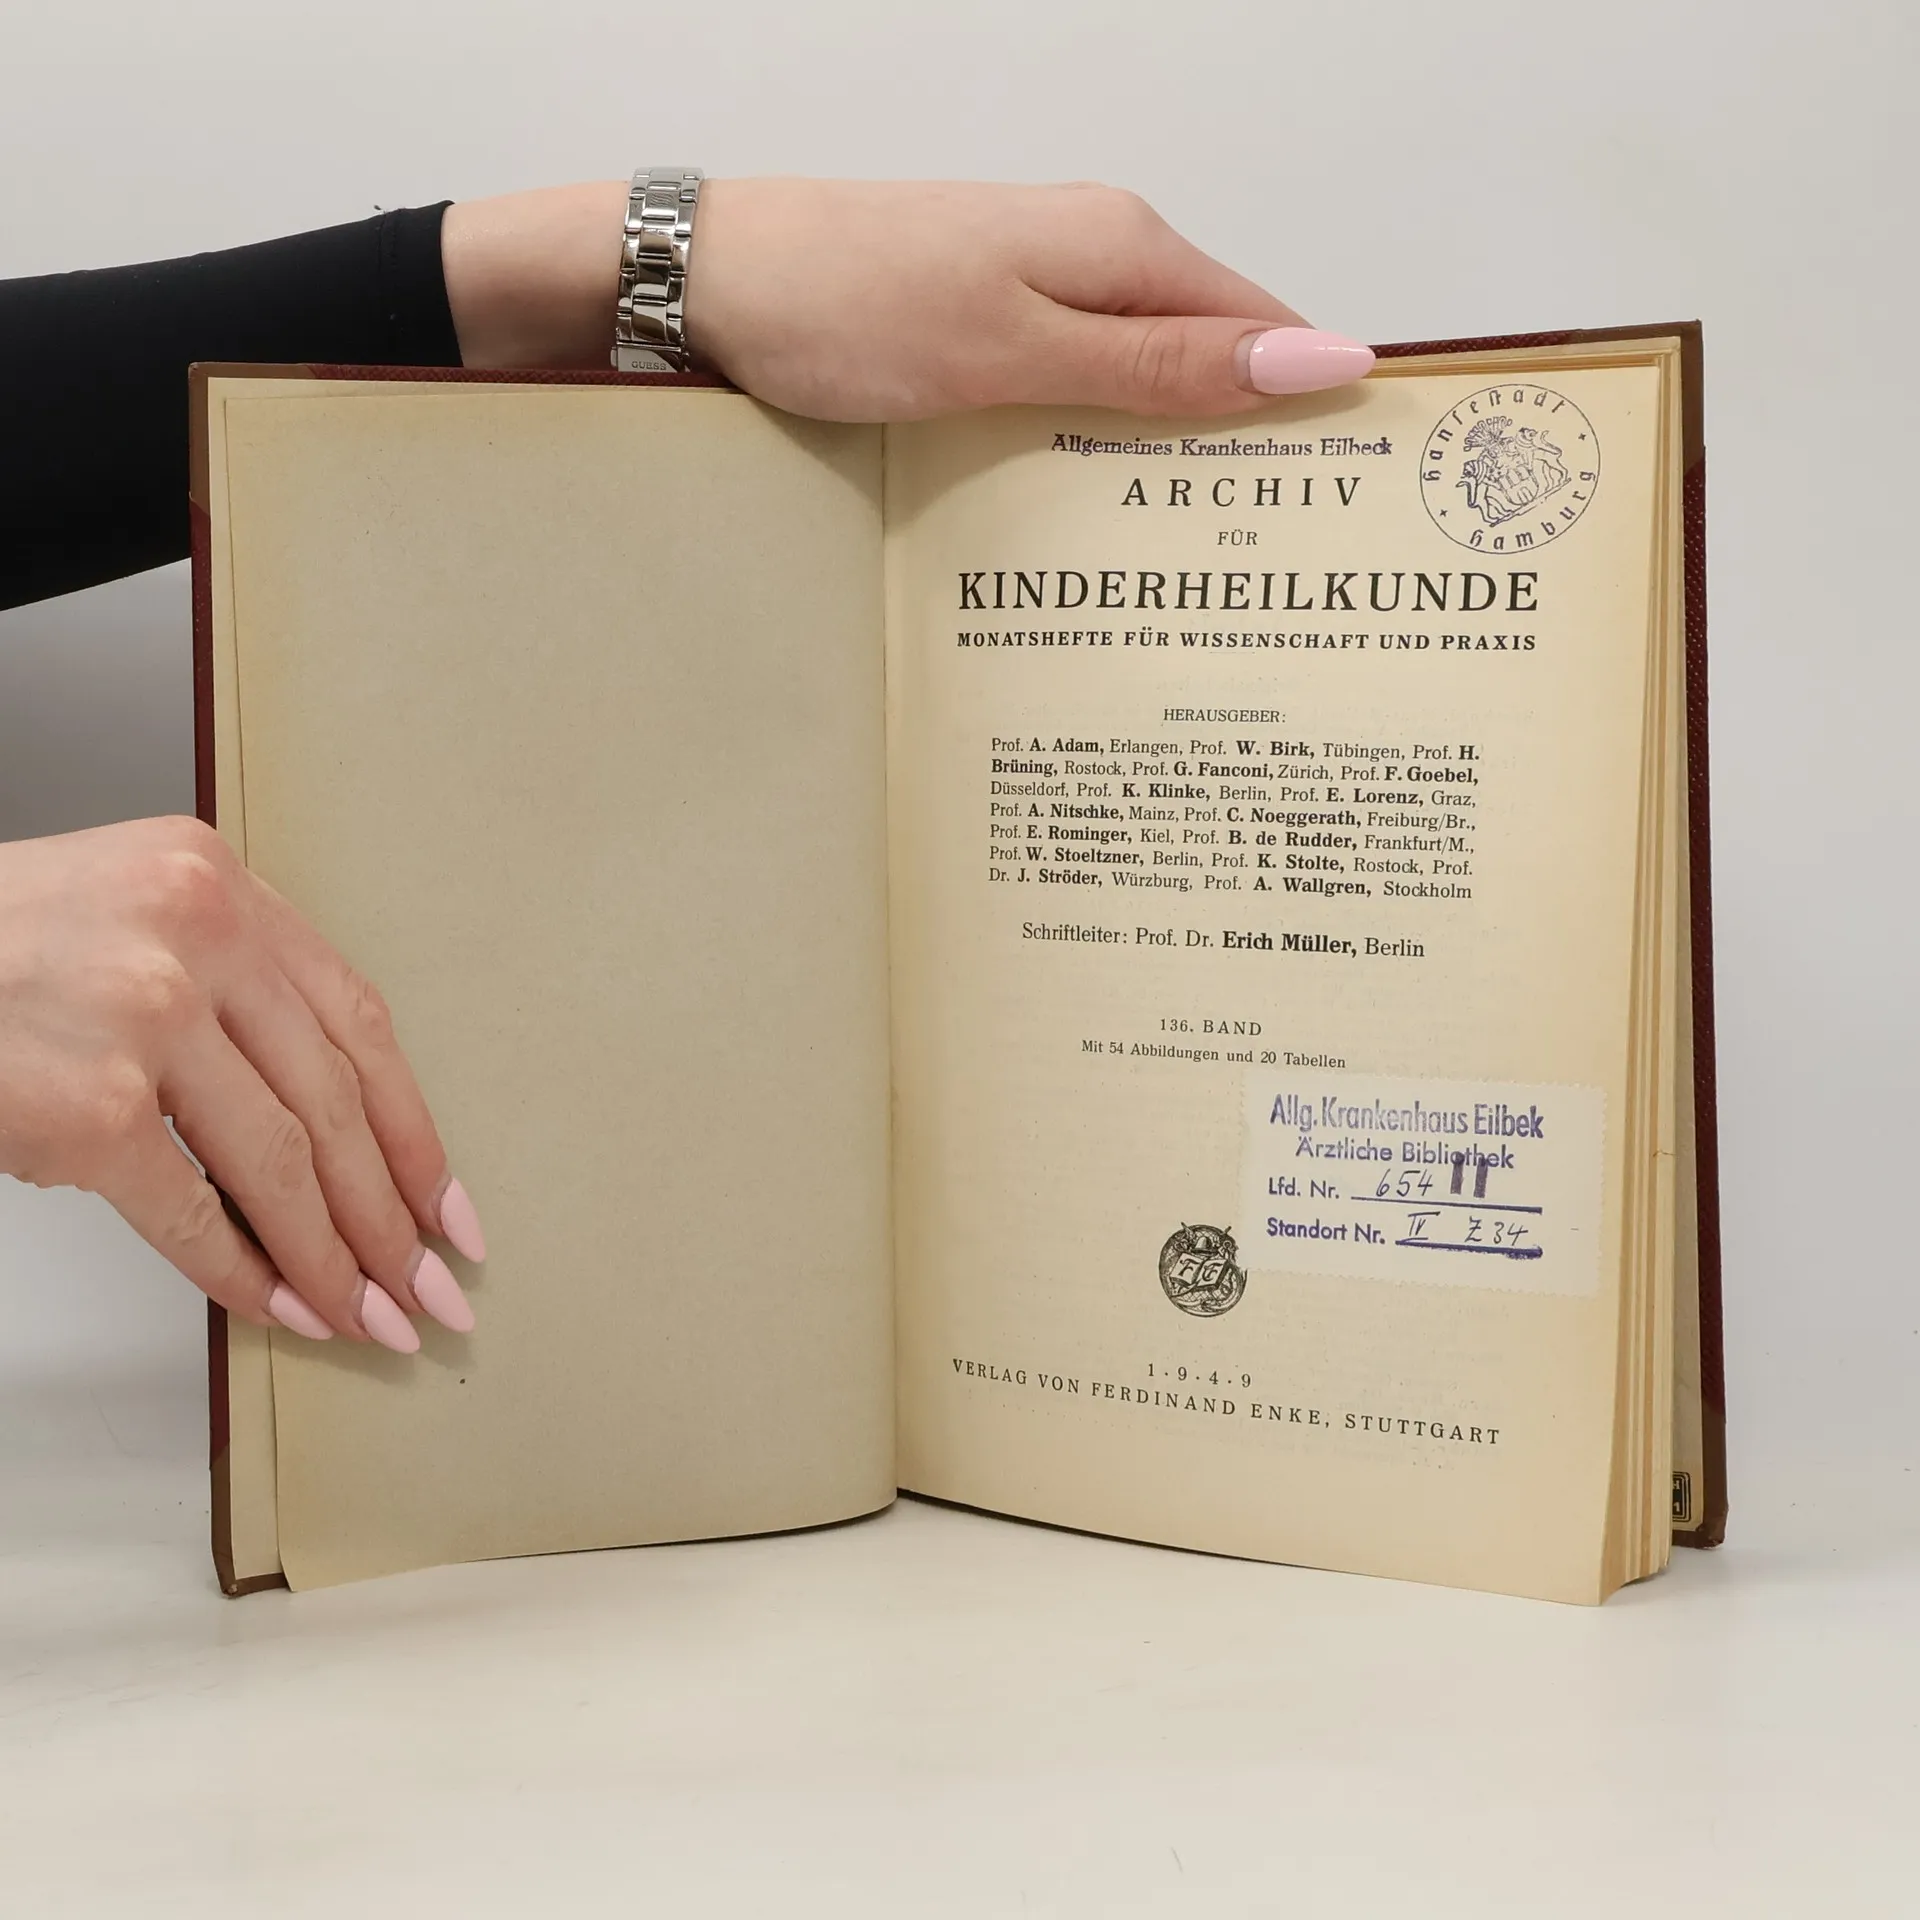 GUESS
Allgemeines Krankenhaus Eilbeck
hansestadt
hamburg
ARCHIV
FÜR
KINDERHEILKUNDE
MONATSHEFTE FÜR WISSENSCHAFT UND PRAXIS
HERAUSGEBER:
Prof. A. Adam, Erlangen, Prof. W. Birk, Tübingen, Prof. H.
Brüning, Rostock, Prof. G. Fanconi, Zürich, Prof. F. Goebel,
Düsseldorf, Prof. K. Klinke, Berlin, Prof. E. Lorenz, Graz,
Prof. A. Nitschke, Mainz, Prof. C. Noeggerath, Freiburg/Br.,
Prof. E. Rominger, Kiel, Prof. B. de Rudder, Frankfurt/M.,
Prof. W. Stoeltzner, Berlin, Prof. K. Stolte, Rostock, Prof.
Dr. J. Ströder, Würzburg, Prof. A. Wallgren, Stockholm
Schriftleiter: Prof. Dr. Erich Müller, Berlin
136. BAND
Mit 54 Abbildungen und 20 Tabellen
Allg. Krankenhaus Eilbek
Ärztliche Bibliothek
Lfd. Nr. 654 II
Standort Nr. IV Z 34
FE
1·9·4·9
VERLAG VON FERDINAND ENKE, STUTTGART